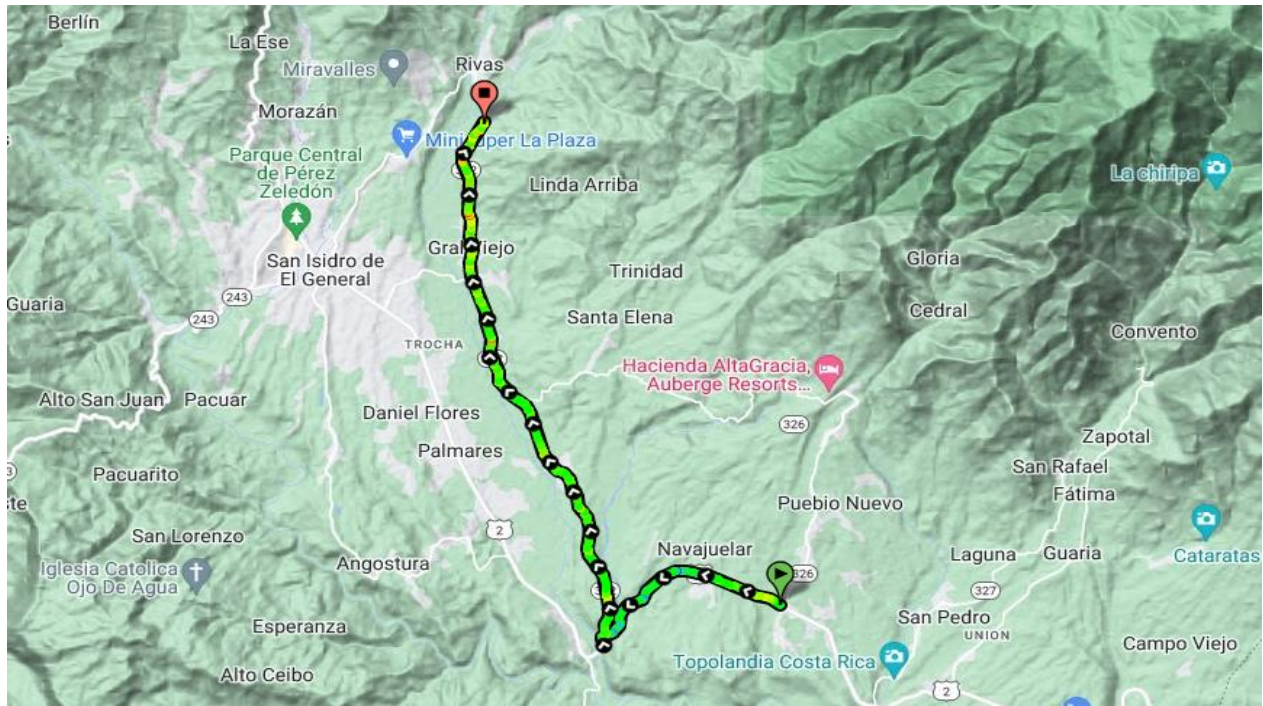 Berlín
La Ese
Miravalles
Rivas
Morazán
Parque Central
de Pérez
Zeledón
Linda Arriba
La chiripa
San Isidro de
El General
Trinidad
Gloria
Guaria
243
243
Santa Elena
Cedral
Convento
TROCHA
Hacienda AltaGracia,
Auberge Resorts...
Alto San Juan
Pacuar
Daniel Flores
326
Palmares
Zapotal
San Rafael
Fátima
Pacuarito
Pueblo Nuevo
2
San Lorenzo
Navajuelar
Laguna
Guaria
Cataratas
Iglesia Catolica
Ojo De Agua
Angostura
326
327
San Pedro
UNION
Esperanza
Topolandia Costa Rica
Campo Viejo
Alto Ceibo
2